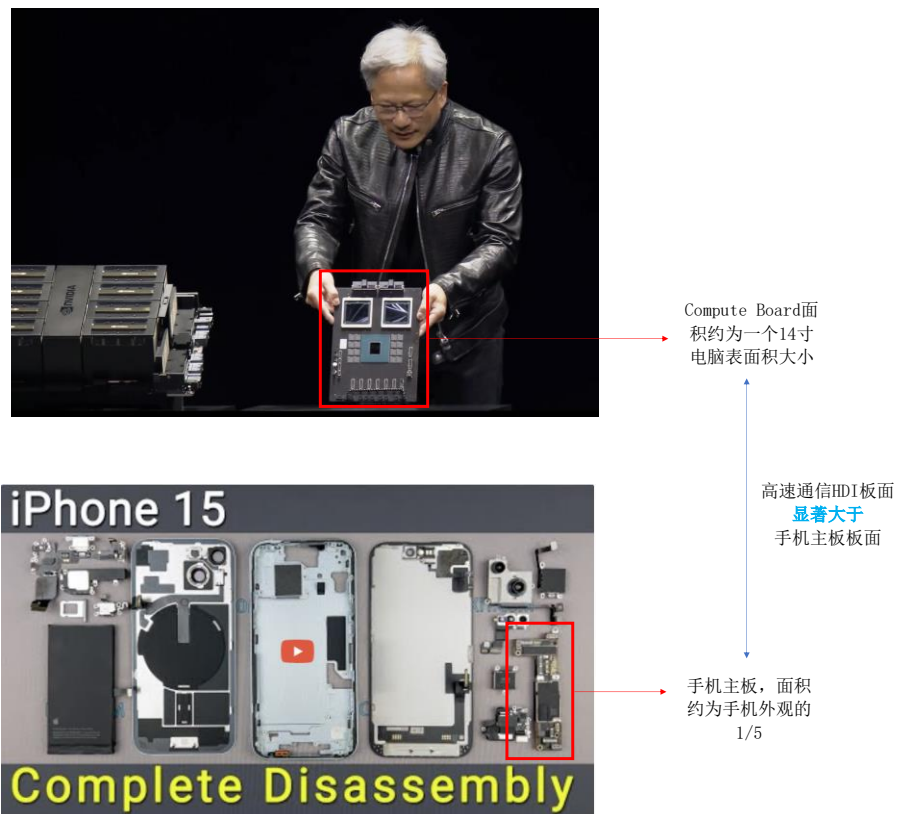 NVIDIA
Compute Board面
积约为一个14寸
电脑表面积大小
高速通信HDI板面
显著大于
手机主板板面
iPhone 15
手机主板，面积
约为手机外观的
1/5
Complete Disassembly